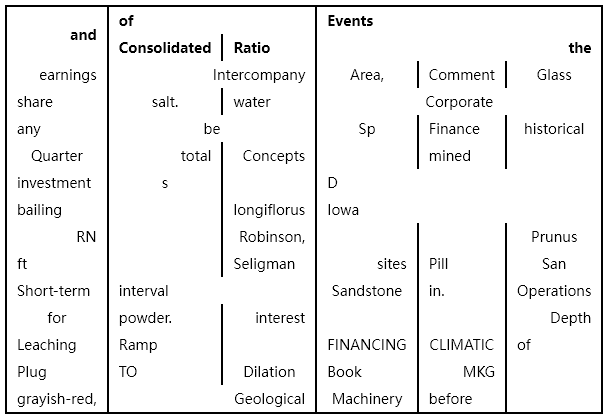 of Events
and
Consolidated Ratio the
earnings Intercompany Area, Comment Glass
share salt. water Corporate
any be Sp Finance historical
Quarter total Concepts mined
investment s D
bailing longiflorus Iowa
RN Robinson, Prunus
ft Seligman sites Pill San
Short-term interval Sandstone in. Operations
for powder. interest Depth
Leaching Ramp FINANCING CLIMATIC of
Plug TO Dilation Book MKG
grayish-red, Geological Machinery before